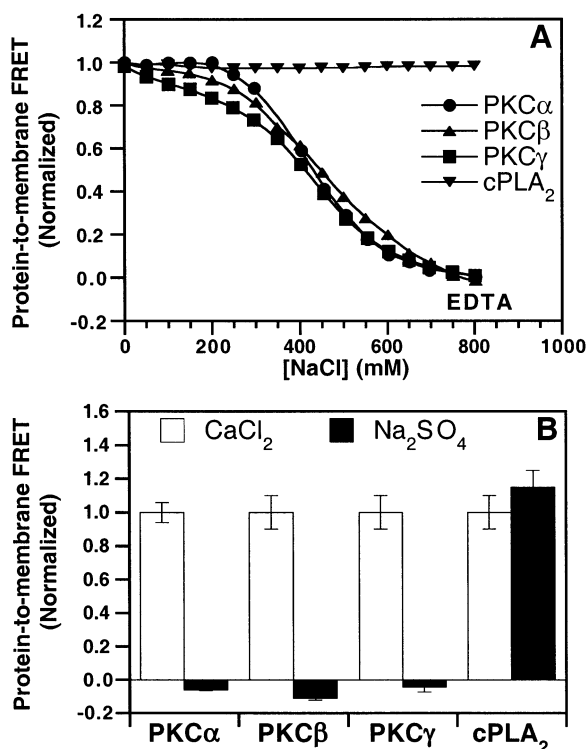 A
Protein-to-membrane FRET
(Normalized)
1.2
1.0
0.8
0.6
0.4
0.2
0.0
-0.2
PKCα
PKCβ
PKCγ
cPLA2
EDTA
0 200 400 600 800 1000
[NaCl] (mM)
B
Protein-to-membrane FRET
(Normalized)
1.6
1.4
1.2
1.0
0.8
0.6
0.4
0.2
0.0
-0.2
CaCl2 Na2SO4
PKCα PKCβ PKCγ cPLA2